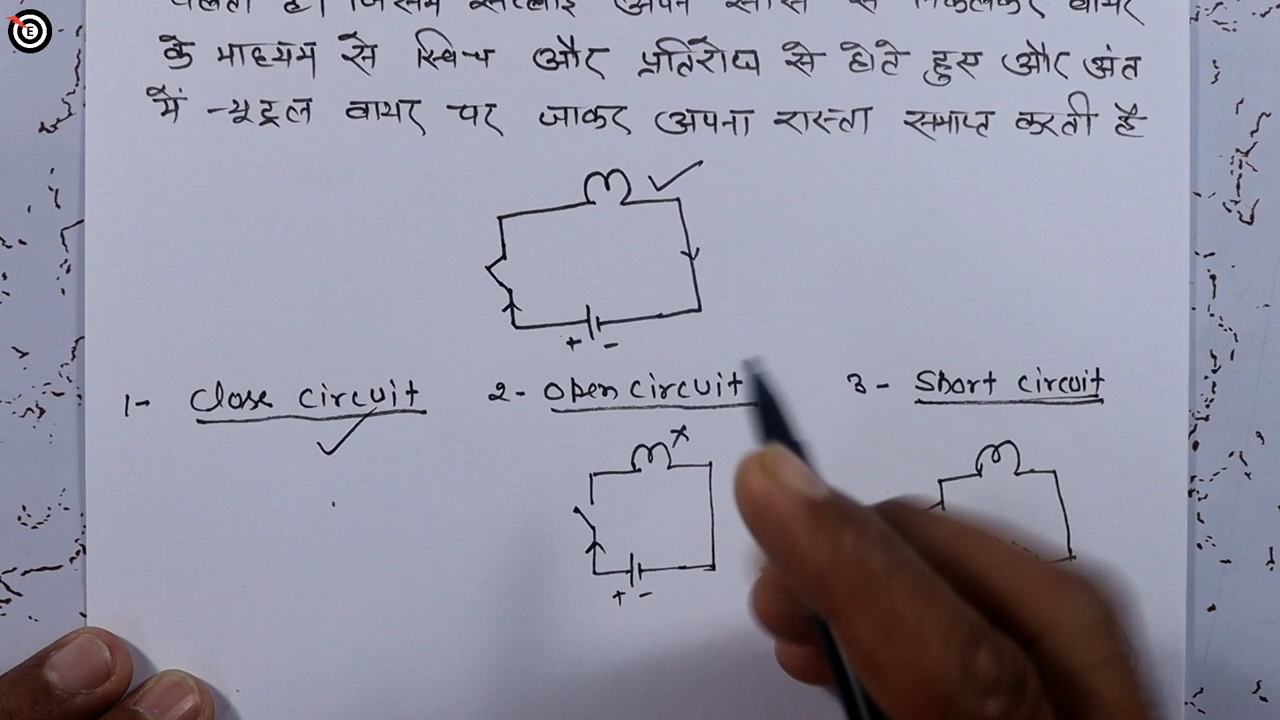 के माध्यम से स्विच और प्रतिरोध से होते हुए और अंत
में न्यूट्रल वायर पर जाकर अपना रास्ता समाप्त करती है
+ -
1- Close circuit 2- Open circuit 3- Short circuit
+ -
E